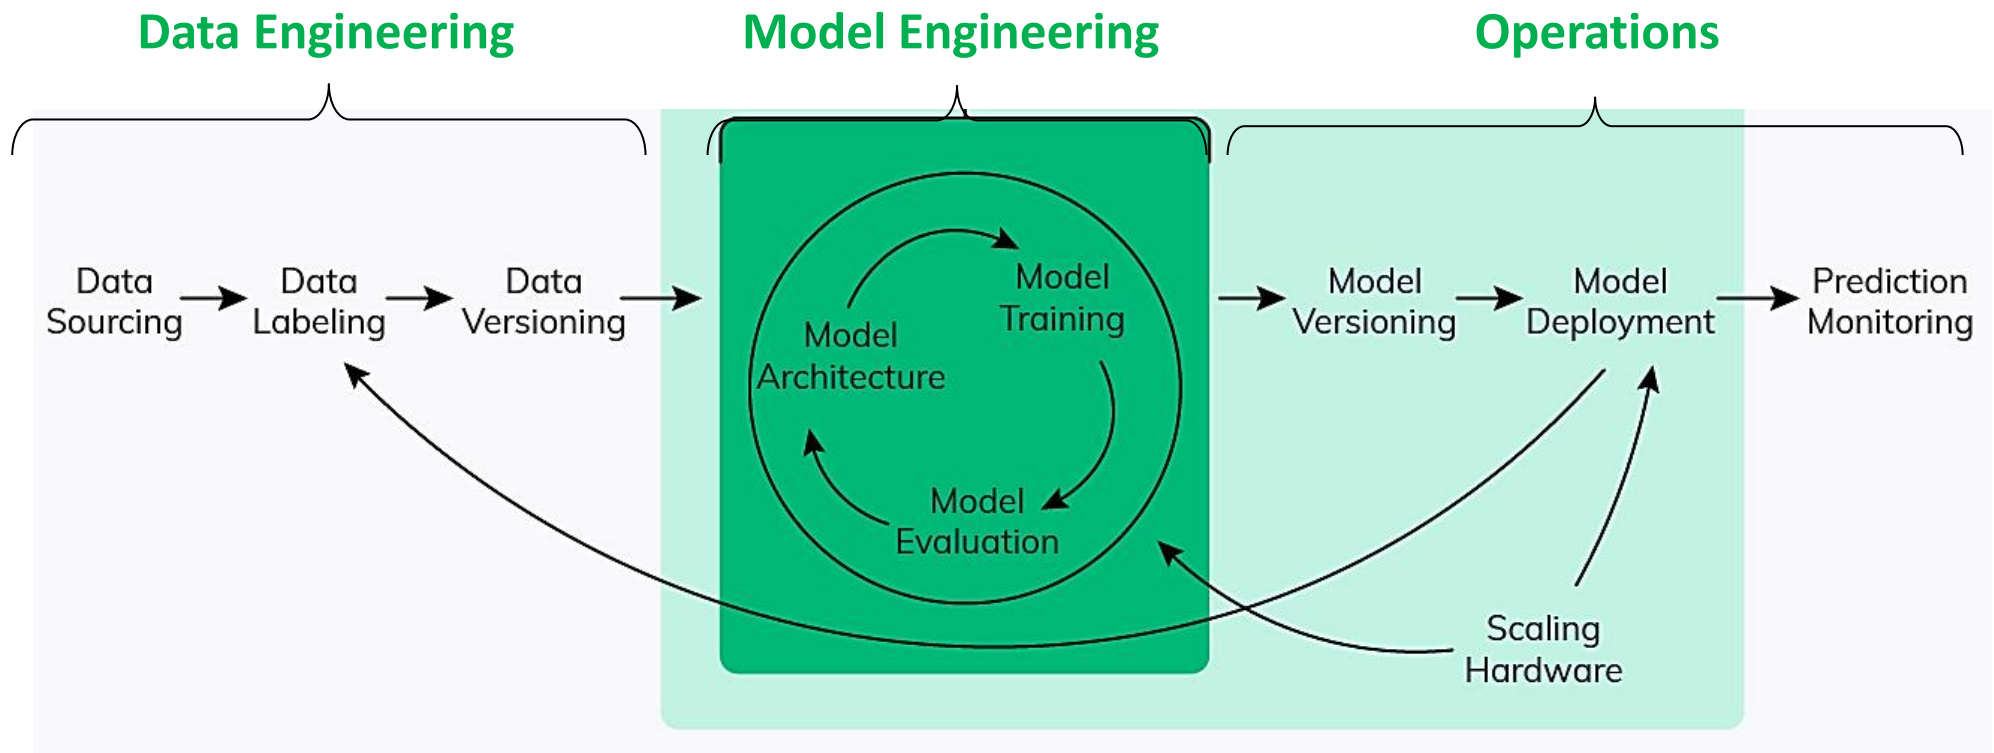 Data Engineering
Model Engineering
Operations
Data
Sourcing
Data
Labeling
Data
Versioning
Model
Architecture
Model
Training
Model
Evaluation
Model
Versioning
Model
Deployment
Prediction
Monitoring
Scaling
Hardware